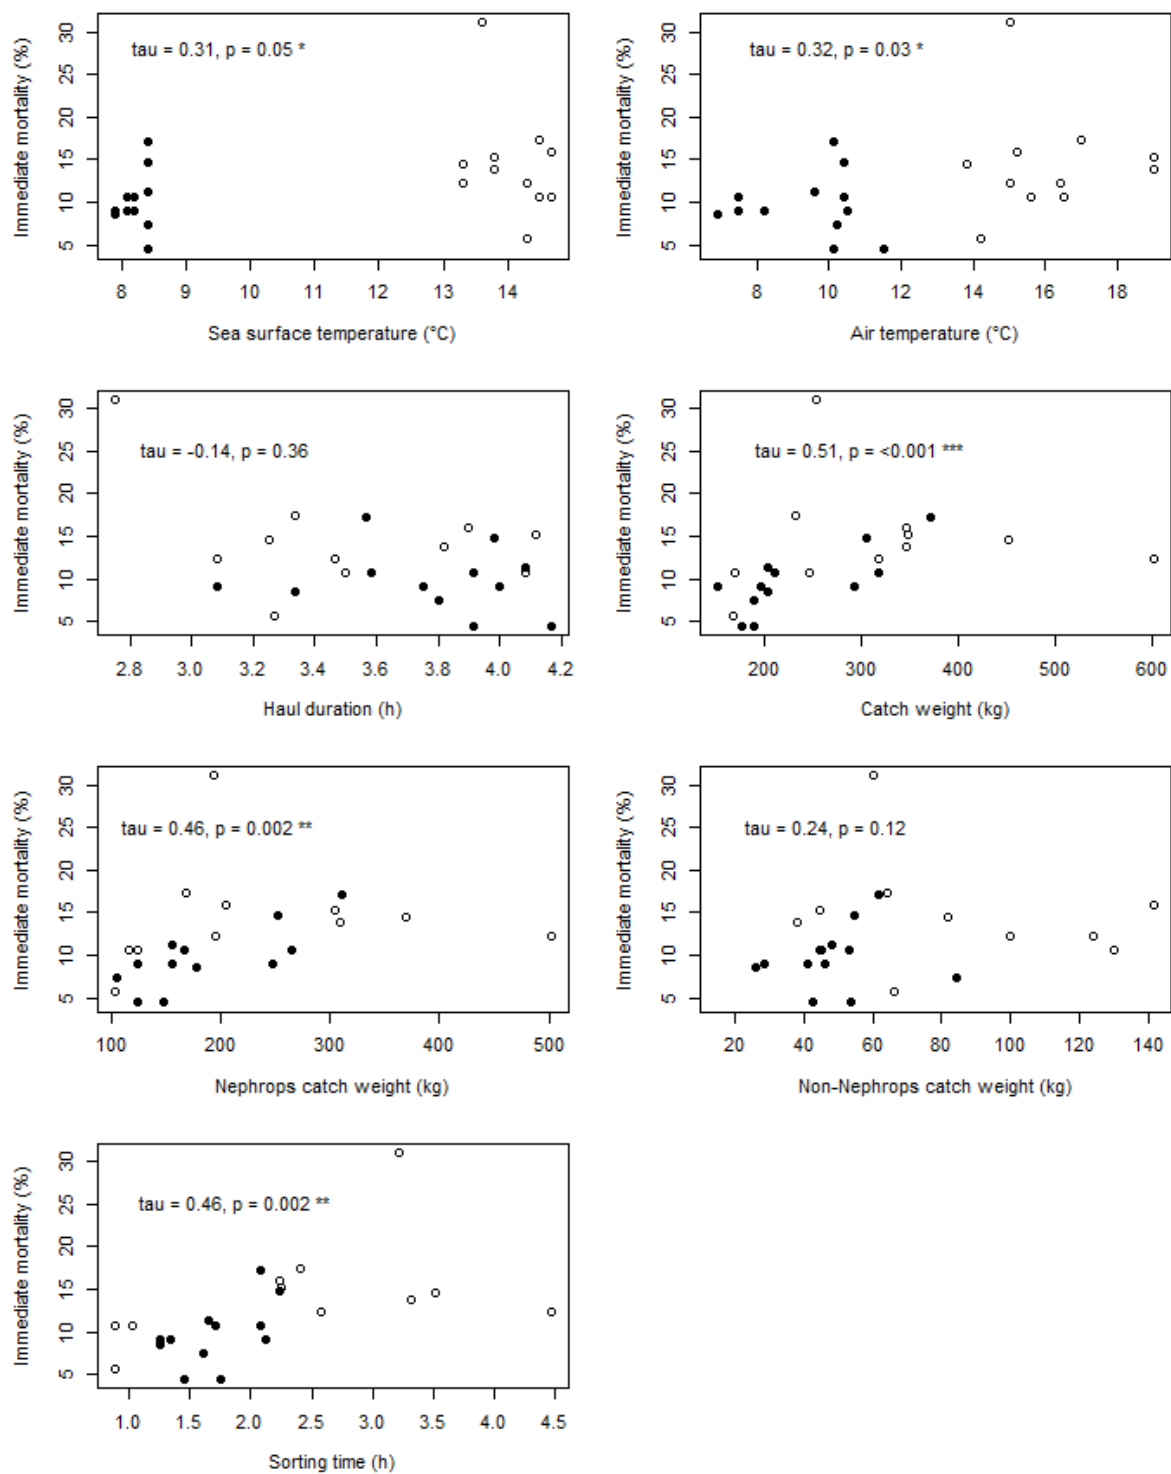 Immediate mortality (%)
30
25
20
15
10
5
tau = 0.31, p = 0.05 *
8 9 10 11 12 13 14
Sea surface temperature (°C)
Immediate mortality (%)
30
25
20
15
10
5
tau = 0.32, p = 0.03 *
8 10 12 14 16 18
Air temperature (°C)
Immediate mortality (%)
30
25
20
15
10
5
tau = -0.14, p = 0.36
2.8 3.0 3.2 3.4 3.6 3.8 4.0 4.2
Haul duration (h)
Immediate mortality (%)
30
25
20
15
10
5
tau = 0.51, p = <0.001 ***
200 300 400 500 600
Catch weight (kg)
Immediate mortality (%)
30
25
20
15
10
5
tau = 0.46, p = 0.002 **
100 200 300 400 500
Nephrops catch weight (kg)
Immediate mortality (%)
30
25
20
15
10
5
tau = 0.24, p = 0.12
20 40 60 80 100 120 140
Non-Nephrops catch weight (kg)
Immediate mortality (%)
30
25
20
15
10
5
tau = 0.46, p = 0.002 **
1.0 1.5 2.0 2.5 3.0 3.5 4.0 4.5
Sorting time (h)